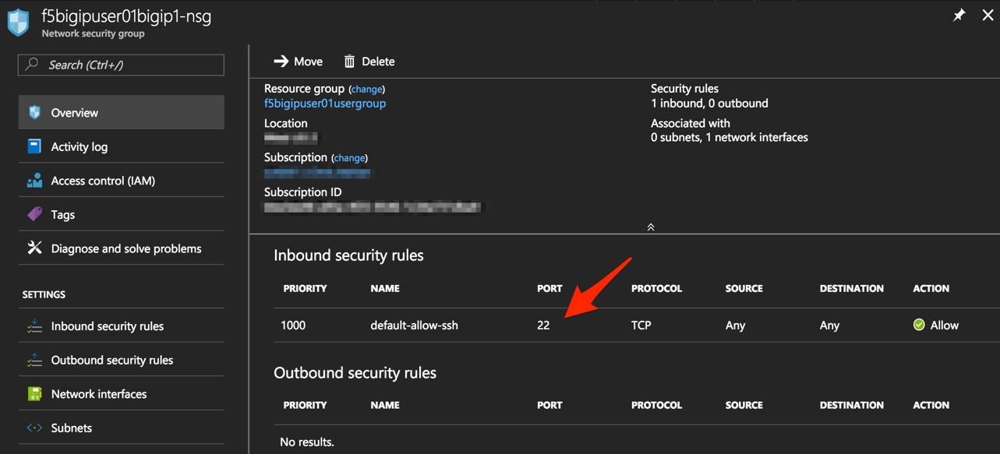 f5bigipuser01bigip1-nsg
Network security group
Search (Ctrl+/)
Overview
Activity log
Access control (IAM)
Tags
Diagnose and solve problems
SETTINGS
Inbound security rules
Outbound security rules
Network interfaces
Subnets
Move Delete
Resource group (change)
f5bigipuser01usergroup
Location
Subscription (change)
Subscription ID
Security rules
1 inbound, 0 outbound
Associated with
0 subnets, 1 network interfaces
Inbound security rules
PRIORITY NAME PORT PROTOCOL SOURCE DESTINATION ACTION
1000 default-allow-ssh 22 TCP Any Any Allow
Outbound security rules
PRIORITY NAME PORT PROTOCOL SOURCE DESTINATION ACTION
No results.